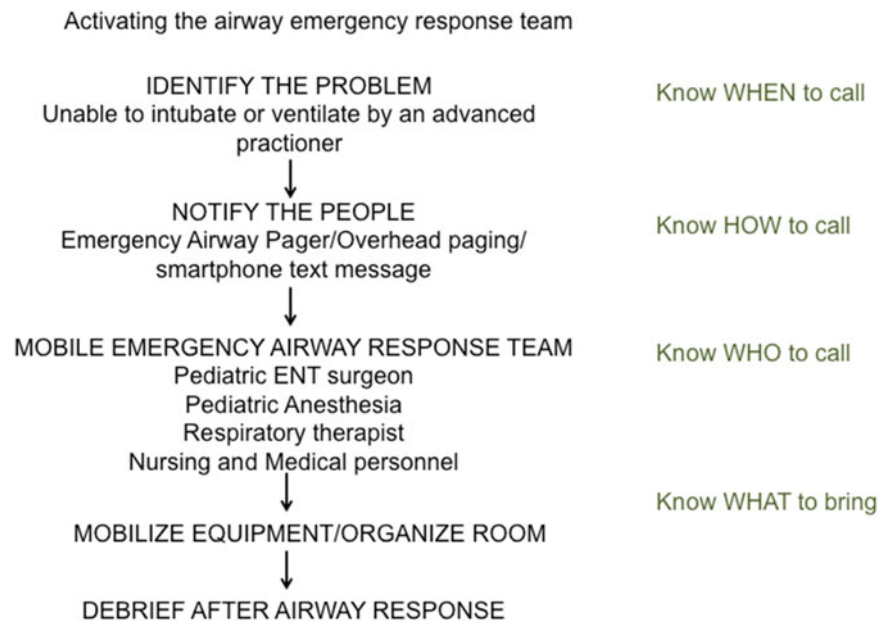 Activating the airway emergency response team
IDENTIFY THE PROBLEM
Know WHEN to call
Unable to intubate or ventilate by an advanced
practioner
NOTIFY THE PEOPLE
Know HOW to call
Emergency Airway Pager/Overhead paging/
smartphone text message
MOBILE EMERGENCY AIRWAY RESPONSE TEAM
Know WHO to call
Pediatric ENT surgeon
Pediatric Anesthesia
Respiratory therapist
Nursing and Medical personnel
Know WHAT to bring
MOBILIZE EQUIPMENT/ORGANIZE ROOM
DEBRIEF AFTER AIRWAY RESPONSE